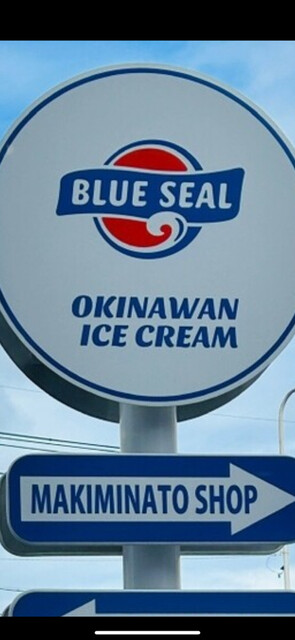 BLUE SEAL
OKINAWAN
ICE CREAM
MAKIMINATO SHOP